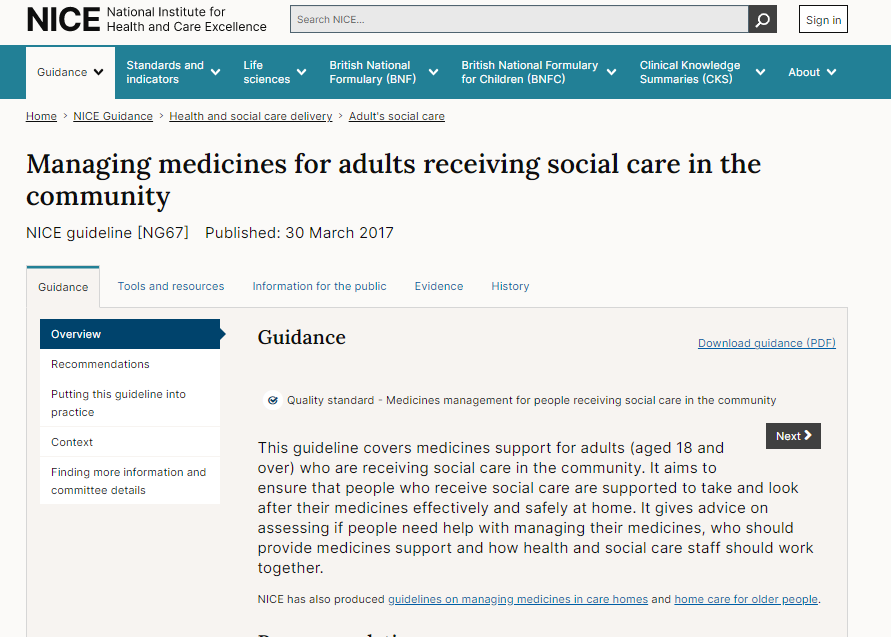 NICE National Institute for Health and Care Excellence
Search NICE...
Sign in
Guidance
Standards and indicators
Life sciences
British National Formulary (BNF)
British National Formulary for Children (BNFC)
Clinical Knowledge Summaries (CKS)
About
Home > NICE Guidance > Health and social care delivery > Adult's social care
Managing medicines for adults receiving social care in the
community
NICE guideline [NG67] Published: 30 March 2017
Guidance
Tools and resources
Information for the public
Evidence
History
Overview
Recommendations
Putting this guideline into
practice
Context
Finding more information and
committee details
Guidance
Download guidance (PDF)
Quality standard - Medicines management for people receiving social care in the community
Next
This guideline covers medicines support for adults (aged 18 and
over) who are receiving social care in the community. It aims to
ensure that people who receive social care are supported to take and look
after their medicines effectively and safely at home. It gives advice on
assessing if people need help with managing their medicines, who should
provide medicines support and how health and social care staff should work
together.
NICE has also produced guidelines on managing medicines in care homes and home care for older people.